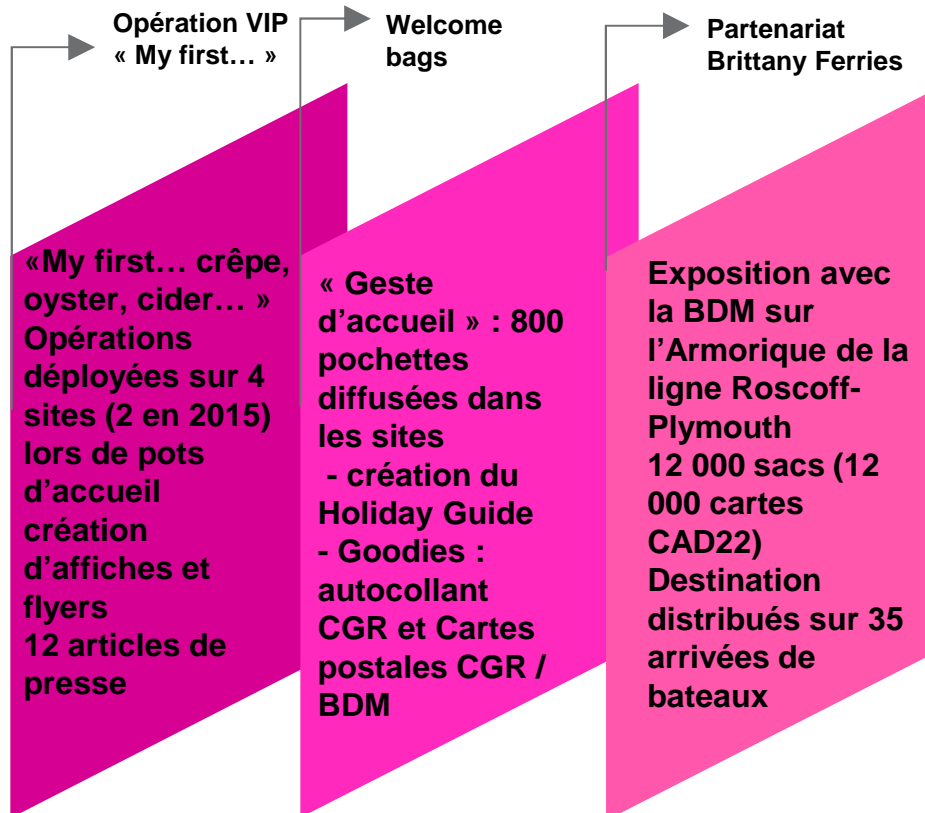 Opération VIP
« My first… »
«My first… crêpe,
oyster, cider… »
Opérations
déployées sur 4
sites (2 en 2015)
lors de pots
d’accueil
création
d’affiches et
flyers
12 articles de
presse
Welcome
bags
« Geste
d’accueil » : 800
pochettes
diffusées dans
les sites
- création du
Holiday Guide
- Goodies :
autocollant
CGR et Cartes
postales CGR /
BDM
Partenariat
Brittany Ferries
Exposition avec
la BDM sur
l’Armorique de la
ligne Roscoff-
Plymouth
12 000 sacs (12
000 cartes
CAD22)
Destination
distribués sur 35
arrivées de
bateaux